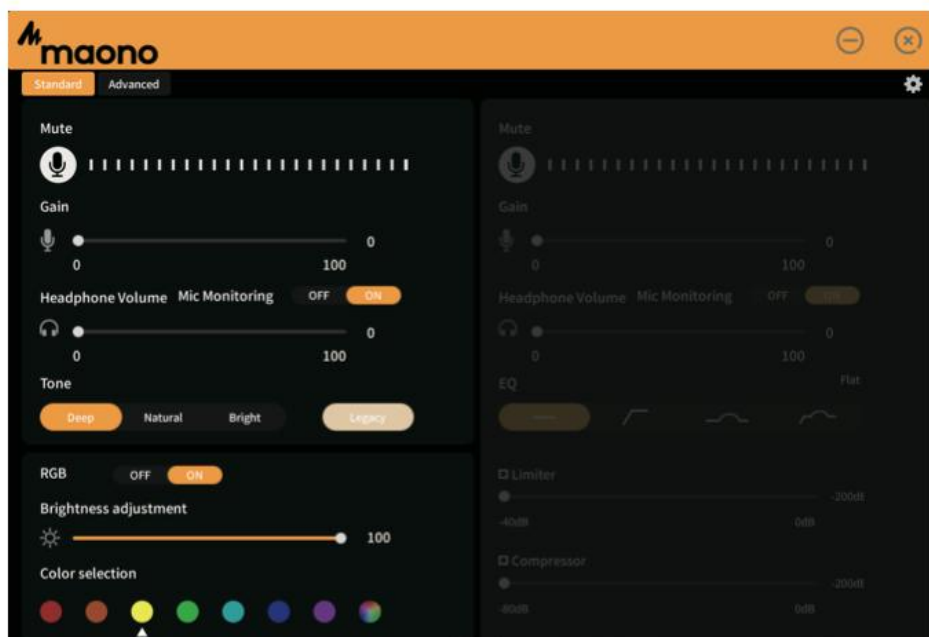 maono
Standard Advanced
Mute
Gain
0
0 100
Headphone Volume Mic Monitoring OFF ON
0
0 100
Tone
Deep Natural Bright Legacy
RGB OFF ON
Brightness adjustment
100
Color selection
Mute
Gain
0
0 100
Headphone Volume Mic Monitoring OFF ON
0
0 100
EQ Flat
Limiter
-40dB 0dB
Compressor
-80dB 0dB